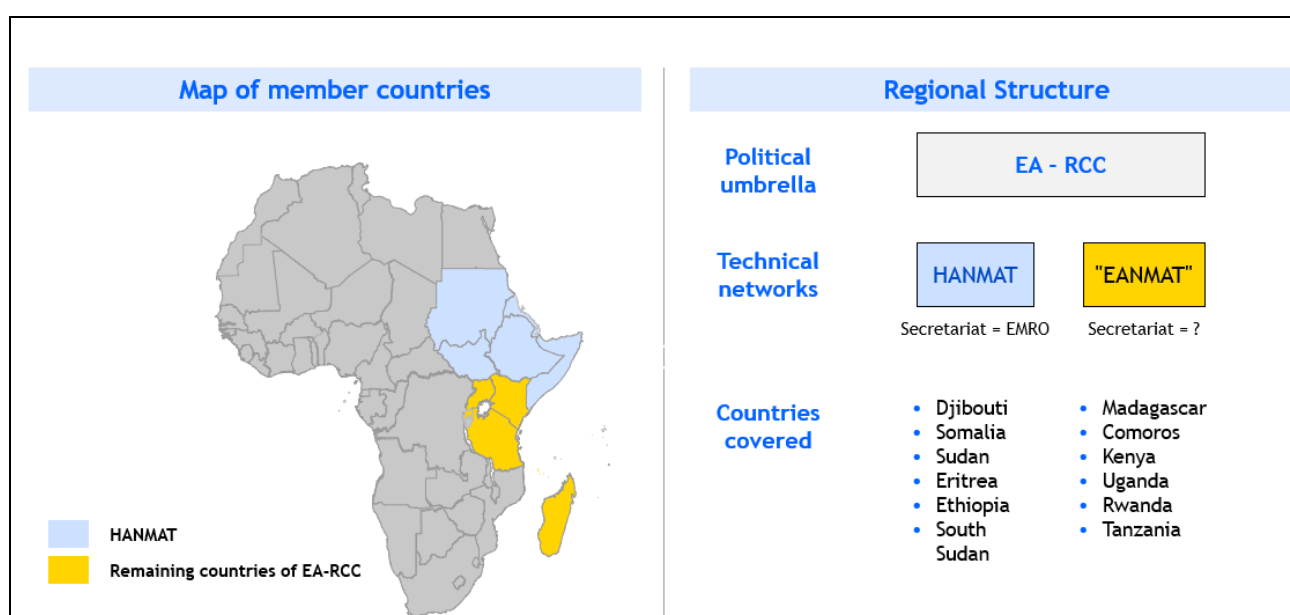 Map of member countries
HANMAT
Remaining countries of EA-RCC
Regional Structure
Political
umbrella
EA - RCC
Technical
networks
HANMAT
"EANMAT"
Secretariat = EMRO
Secretariat = ?
Countries
covered
• Djibouti
• Somalia
• Sudan
• Eritrea
• Ethiopia
• South
Sudan
• Madagascar
• Comoros
• Kenya
• Uganda
• Rwanda
• Tanzania